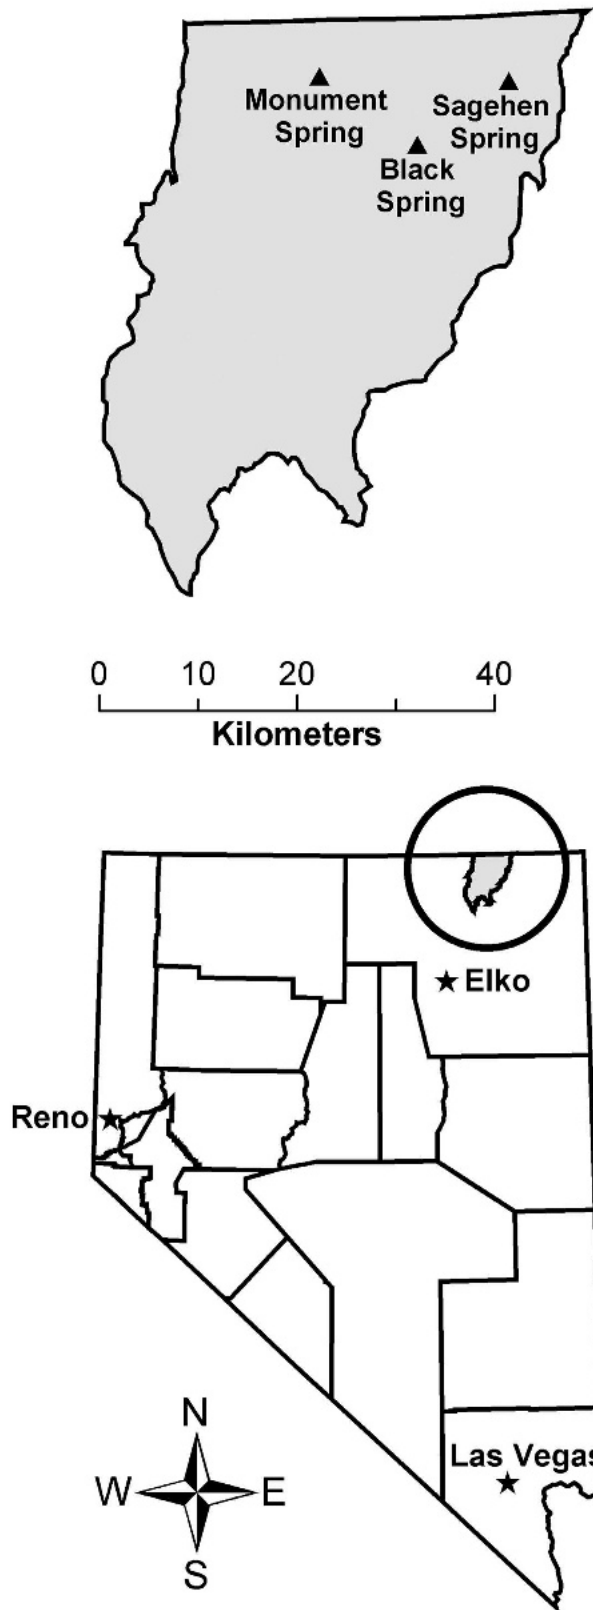 Monument
Spring
Sagehen
Spring
Black
Spring
0 10 20 40
Kilometers
Elko
Reno
Las Vegas
N
W E
S